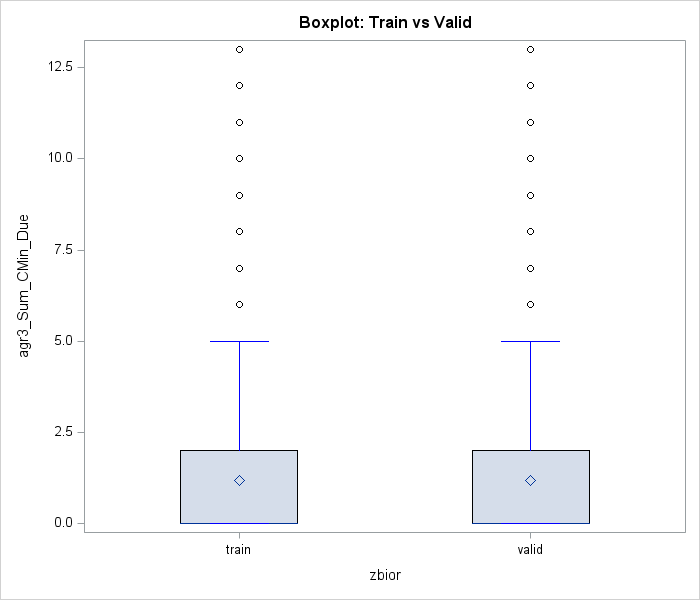 Boxplot: Train vs Valid
12.5
10.0
7.5
5.0
2.5
0.0
agr3_Sum_CMin_Due
train
valid
zbior